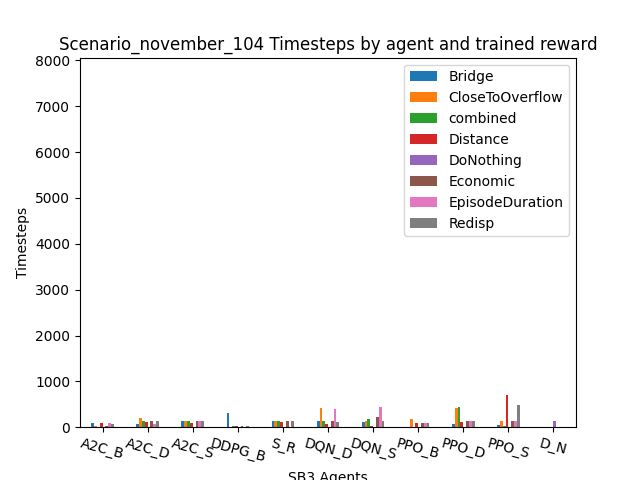 Scenario_november_104 Timesteps by agent and trained reward
8000
7000
6000
5000
4000
3000
2000
1000
0
Timesteps
Bridge
CloseToOverflow
combined
Distance
DoNothing
Economic
EpisodeDuration
Redisp
A2C_B
A2C_D
A2C_S
DDPG_B
S_R
DQN_D
DQN_S
PPO_B
PPO_D
PPO_S
D_N
SB3 Agents